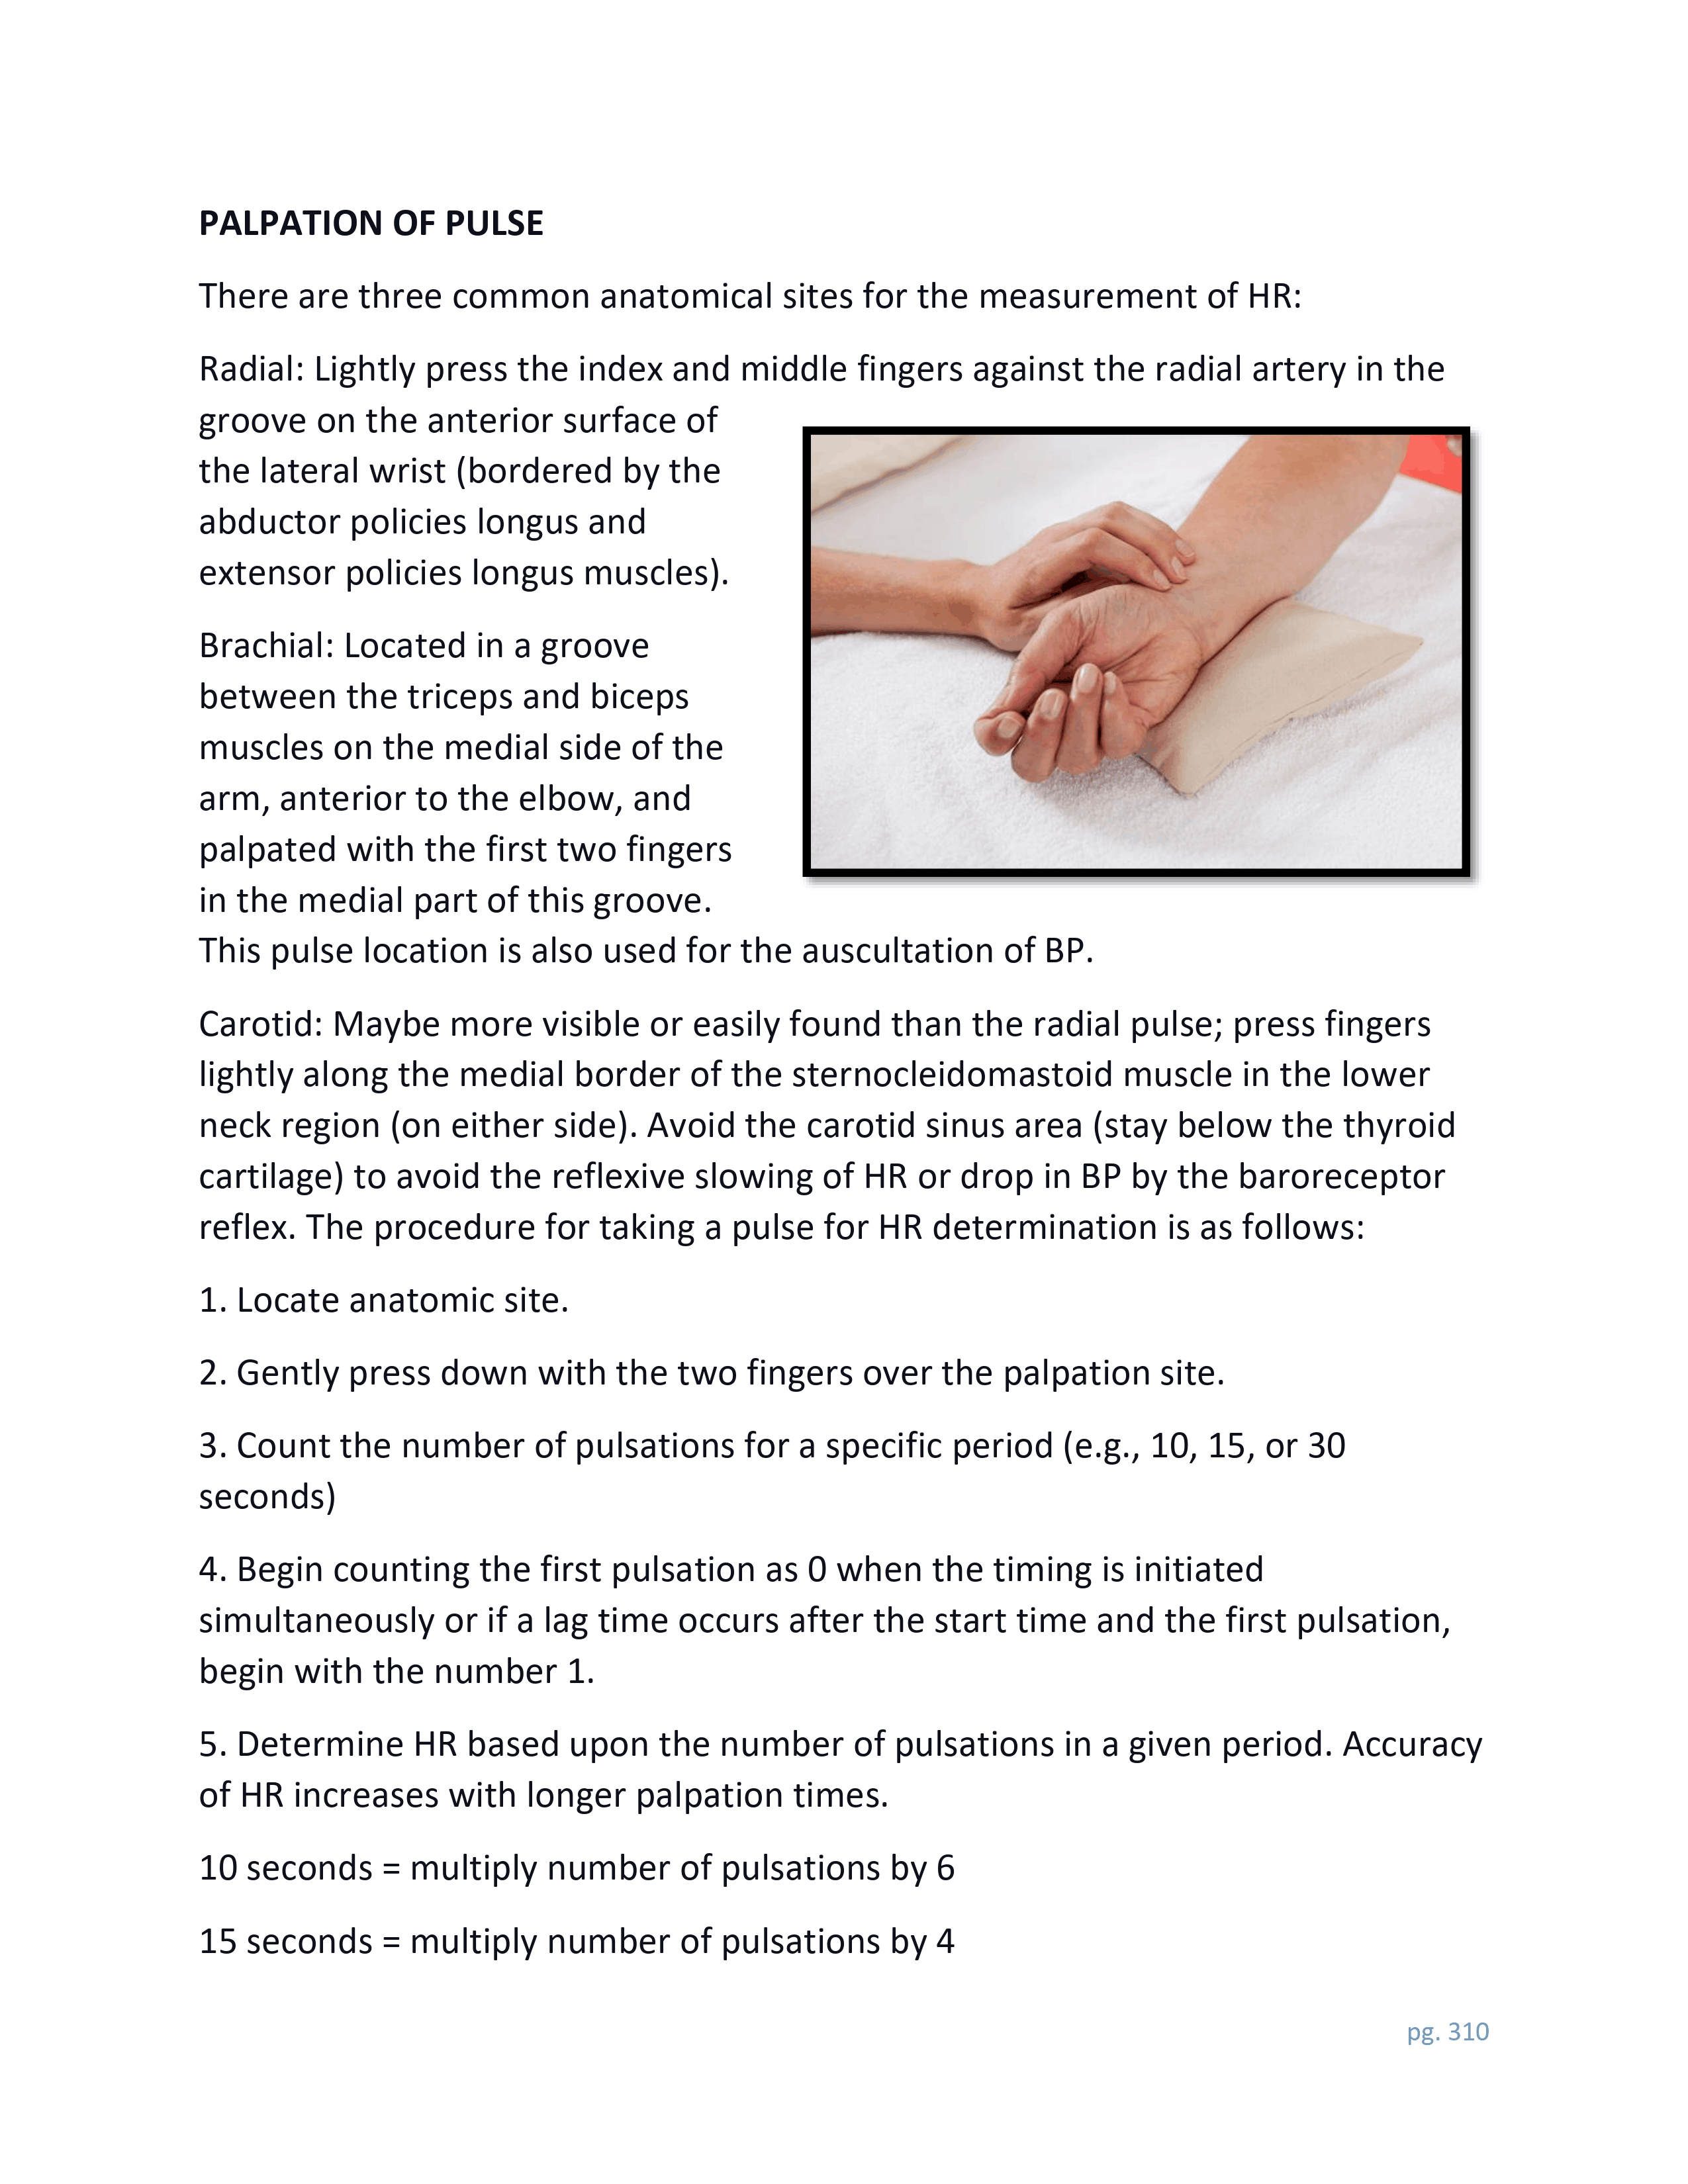 PALPATION OF PULSE
There are three common anatomical sites for the measurement of HR:
Radial: Lightly press the index and middle fingers against the radial artery in the
groove on the anterior surface of
the lateral wrist (bordered by the
abductor policies longus and
extensor policies longus muscles).
Brachial: Located in a groove
between the triceps and biceps
muscles on the medial side of the
arm, anterior to the elbow, and
palpated with the first two fingers
in the medial part of this groove.
This pulse location is also used for the auscultation of BP.
Carotid: Maybe more visible or easily found than the radial pulse; press fingers
lightly along the medial border of the sternocleidomastoid muscle in the lower
neck region (on either side). Avoid the carotid sinus area (stay below the thyroid
cartilage) to avoid the reflexive slowing of HR or drop in BP by the baroreceptor
reflex. The procedure for taking a pulse for HR determination is as follows:
1. Locate anatomic site.
2. Gently press down with the two fingers over the palpation site.
3. Count the number of pulsations for a specific period (e.g., 10, 15, or 30
seconds)
4. Begin counting the first pulsation as 0 when the timing is initiated
simultaneously or if a lag time occurs after the start time and the first pulsation,
begin with the number 1.
5. Determine HR based upon the number of pulsations in a given period. Accuracy
of HR increases with longer palpation times.
10 seconds = multiply number of pulsations by 6
15 seconds = multiply number of pulsations by 4
pg. 310